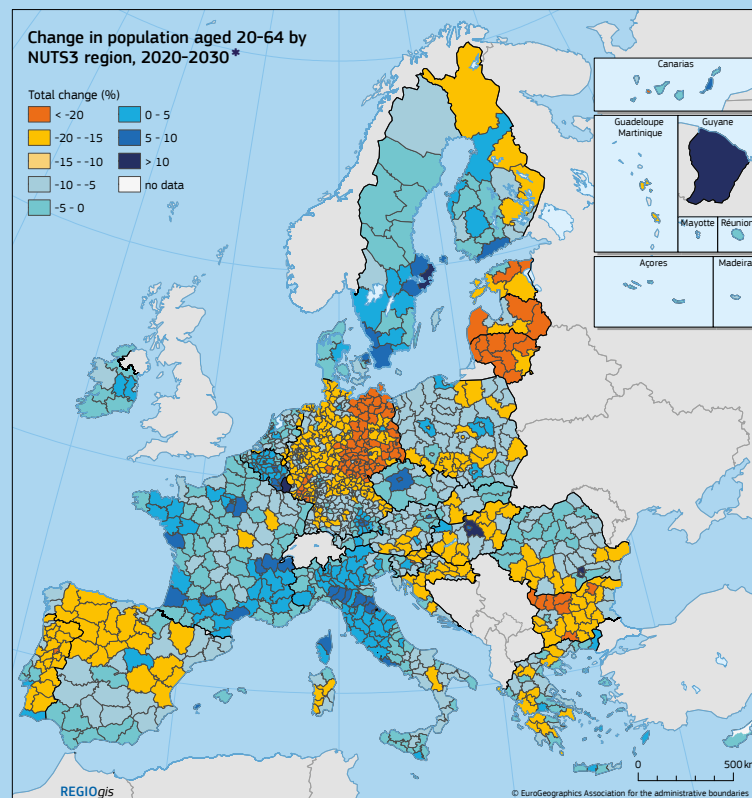 Change in population aged 20-64 by
NUTS3 region, 2020-2030*
Total change (%)
< -20
-20 - -15
-15 - -10
-10 - -5
-5 - 0
0 - 5
5 - 10
> 10
no data
Canarias
Guadeloupe
Martinique
Guyane
Mayotte
Réunion
Açores
Madeira
0
500 km
REGIOgis
© EuroGeographics Association for the administrative boundaries